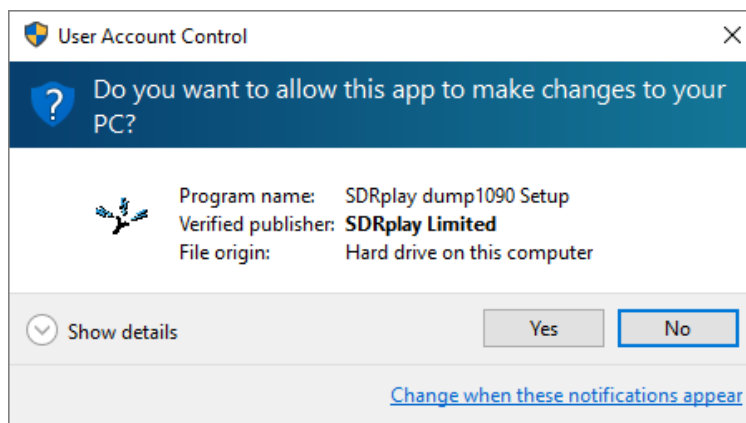 User Account Control
Do you want to allow this app to make changes to your
PC?
Program name: SDRplay dump1090 Setup
Verified publisher: SDRplay Limited
File origin: Hard drive on this computer
Show details
Yes
No
Change when these notifications appear